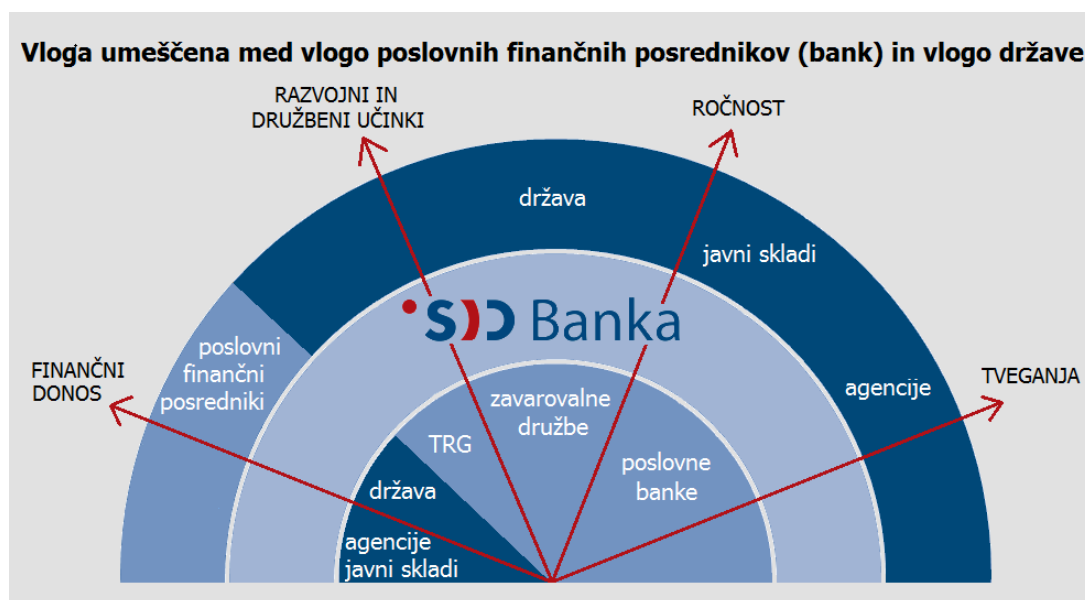 Vloga umeščena med vlogo poslovnih finančnih posrednikov (bank) in vlogo države
RAZVOJNI IN
DRUŽBENI UČINKI
ROČNOST
država
javni skladi
SID Banka
poslovni
finančni
posredniki
FINANČNI
DONOS
agencije
TVEGANJA
zavarovalne
družbe
TRG
poslovne
banke
država
agencije
javni skladi